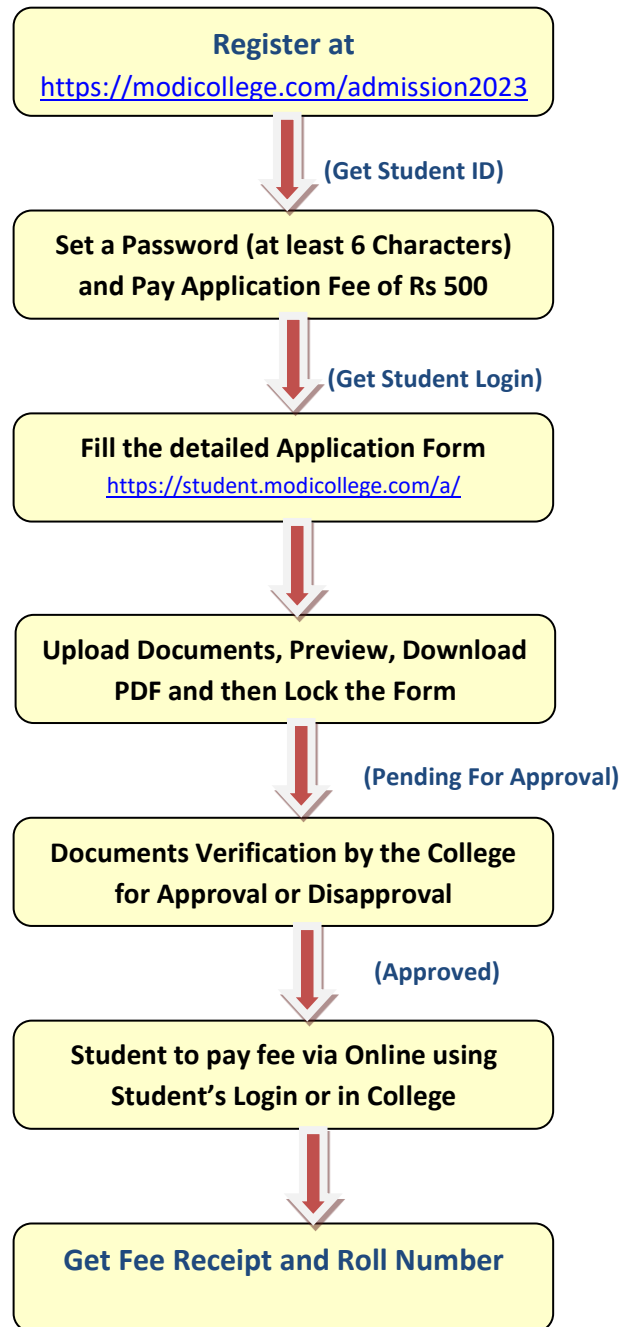 Register at
https://modicollege.com/admission2023
(Get Student ID)
Set a Password (at least 6 Characters)
and Pay Application Fee of Rs 500
(Get Student Login)
Fill the detailed Application Form
https://student.modicollege.com/a/
Upload Documents, Preview, Download
PDF and then Lock the Form
(Pending For Approval)
Documents Verification by the College
for Approval or Disapproval
(Approved)
Student to pay fee via Online using
Student’s Login or in College
Get Fee Receipt and Roll Number